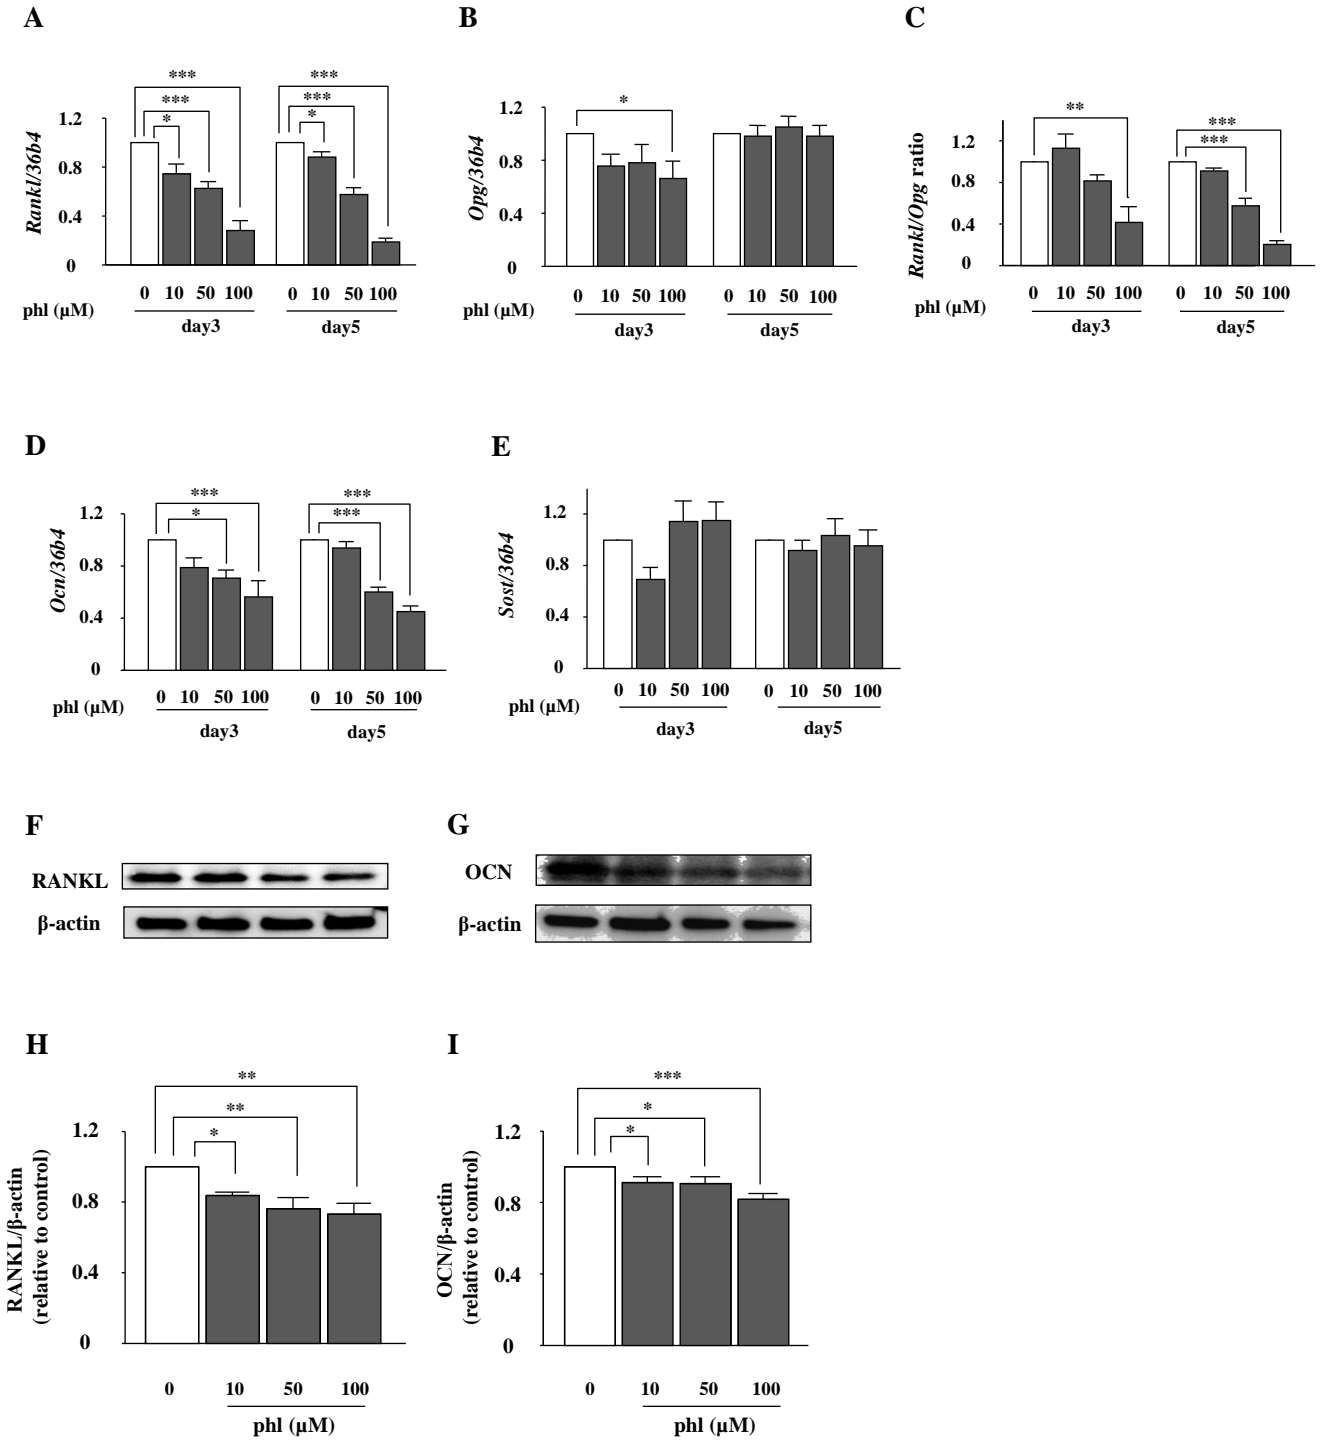 A
***
***
*
***
***
*
Rankl/36b4
1.2
0.8
0.4
0
phl (μM)
0 10 50 100
0 10 50 100
day3
day5
B
*
Opg/36b4
1.2
0.8
0.4
0
phl (μM)
0 10 50 100
0 10 50 100
day3
day5
C
**
***
***
Rankl/Opg ratio
1.2
0.8
0.4
0
phl (μM)
0 10 50 100
0 10 50 100
day3
day5
D
***
*
***
***
Ocn/36b4
1.2
0.8
0.4
0
phl (μM)
0 10 50 100
0 10 50 100
day3
day5
E
Sost/36b4
1.2
0.8
0.4
0
phl (μM)
0 10 50 100
0 10 50 100
day3
day5
F
RANKL
β-actin
G
OCN
β-actin
H
**
**
*
RANKL/β-actin
(relative to control)
1.2
0.8
0.4
0
0 10 50 100
phl (μM)
I
***
*
*
OCN/β-actin
(relative to control)
1.2
0.8
0.4
0
0 10 50 100
phl (μM)